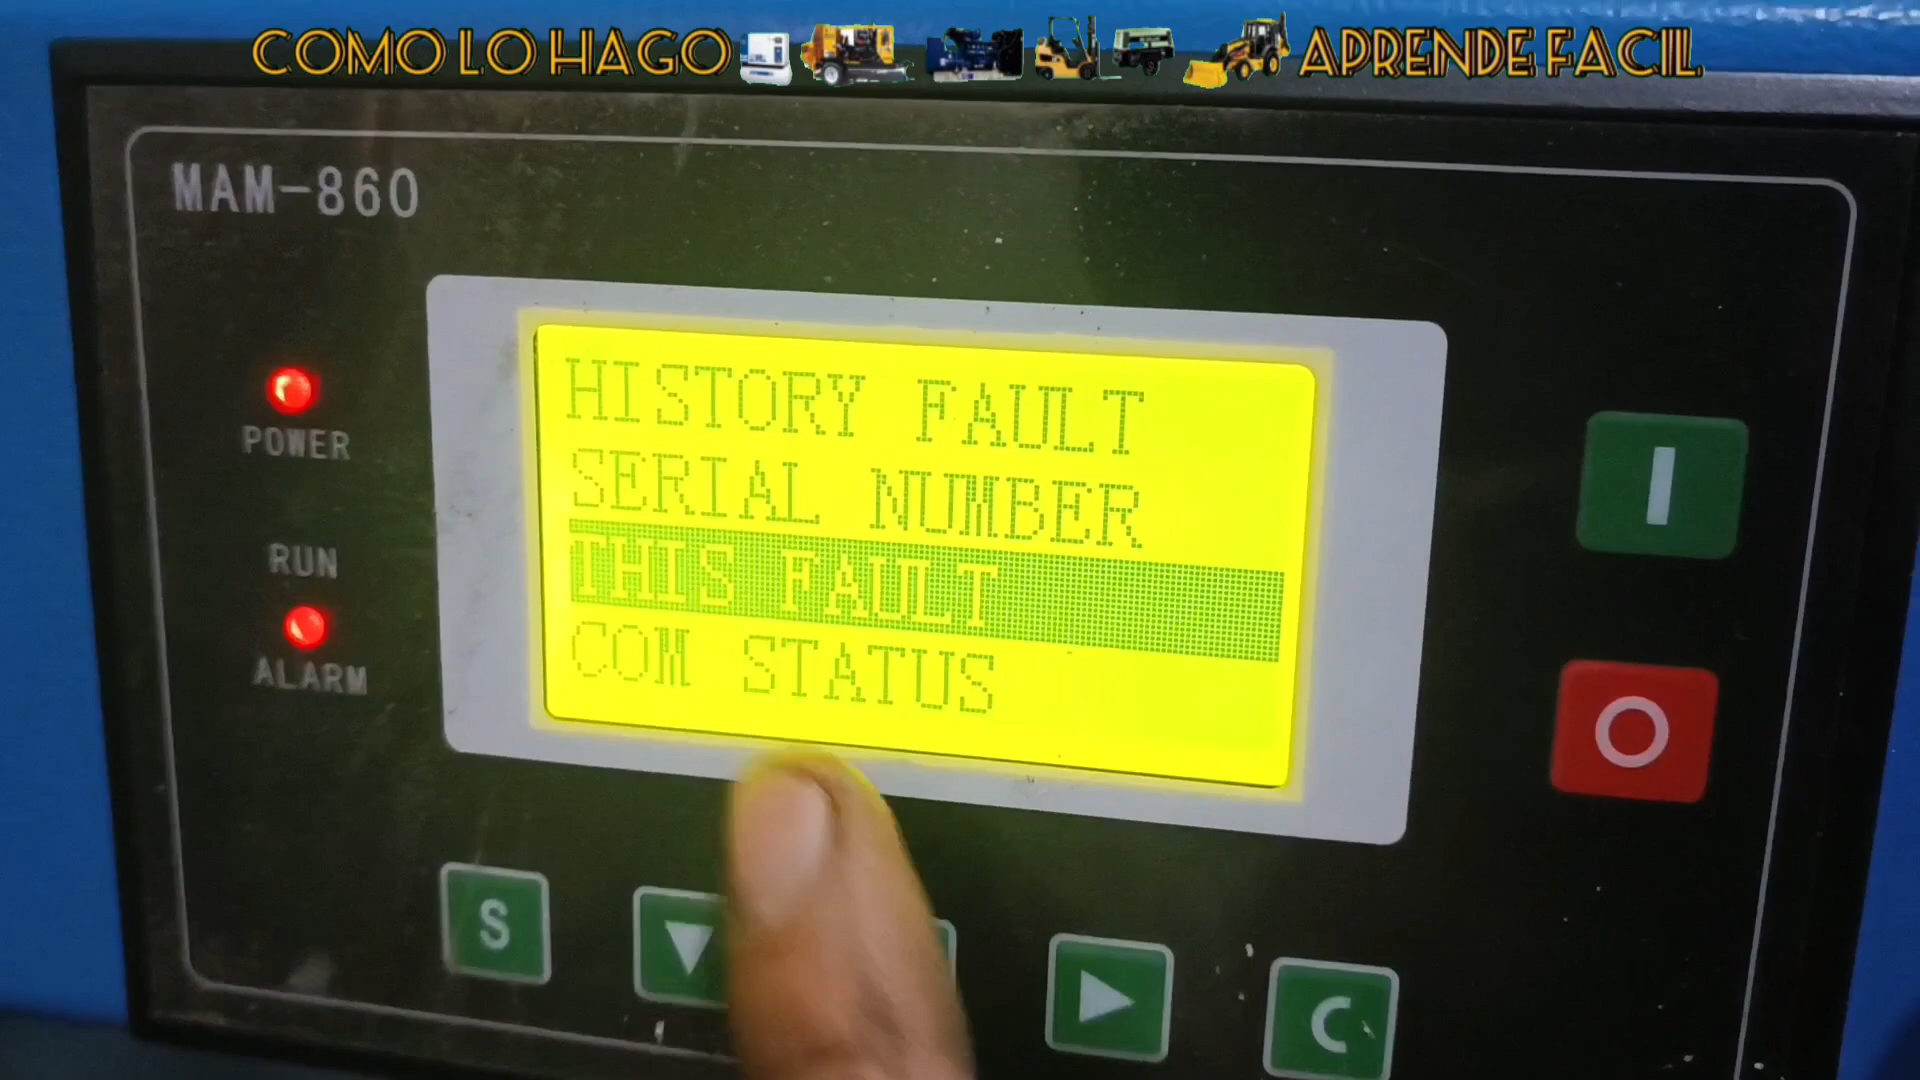 COMO LO HAGO APRENDE FACIL
MAM-860
POWER
RUN
ALARM
HISTORY FAULT
SERIAL NUMBER
THIS FAULT
COM STATUS
S
C